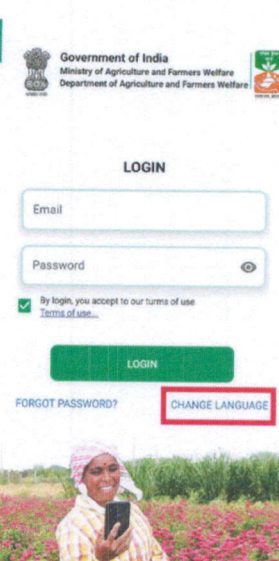 Government of India
Ministry of Agriculture and Farmers Welfare
Department of Agriculture and Farmers Welfare
LOGIN
Email
Password
By login, you accept to our turms of use
Terms of use...
LOGIN
FORGOT PASSWORD?
CHANGE LANGUAGE